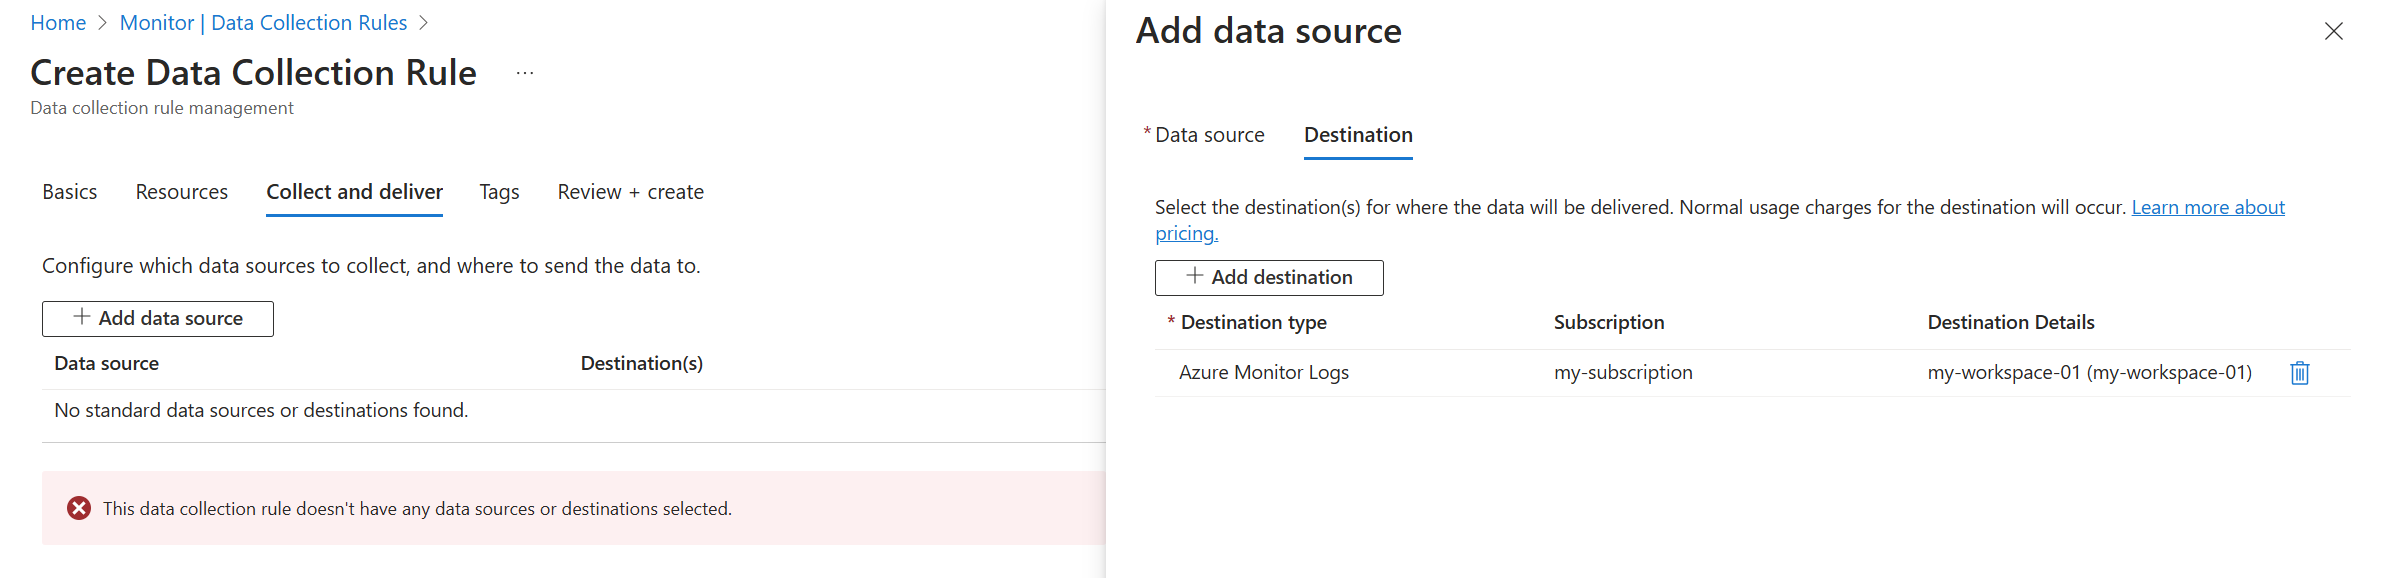 Home > Monitor | Data Collection Rules >
Create Data Collection Rule ...
Data collection rule management
Basics Resources Collect and deliver Tags Review + create
Configure which data sources to collect, and where to send the data to.
+ Add data source
Data source Destination(s)
No standard data sources or destinations found.
This data collection rule doesn't have any data sources or destinations selected.
Add data source
* Data source Destination
Select the destination(s) for where the data will be delivered. Normal usage charges for the destination will occur. Learn more about
pricing.
+ Add destination
* Destination type Subscription Destination Details
Azure Monitor Logs my-subscription my-workspace-01 (my-workspace-01)